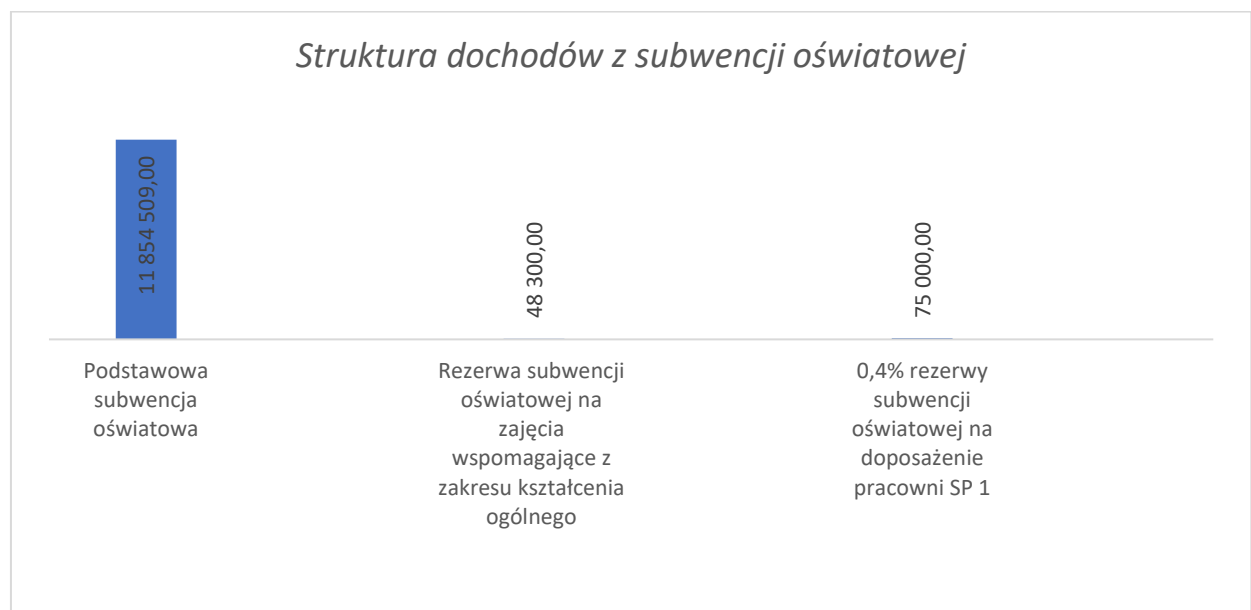 Struktura dochodów z subwencji oświatowej
11 854 509,00
48 300,00
75 000,00
Podstawowa
subwencja
oświatowa
Rezerwa subwencji
oświatowej na
zajęcia
wspomagające z
zakresu kształcenia
ogólnego
0,4% rezerwy
subwencji
oświatowej na
doposażenie
pracowni SP 1